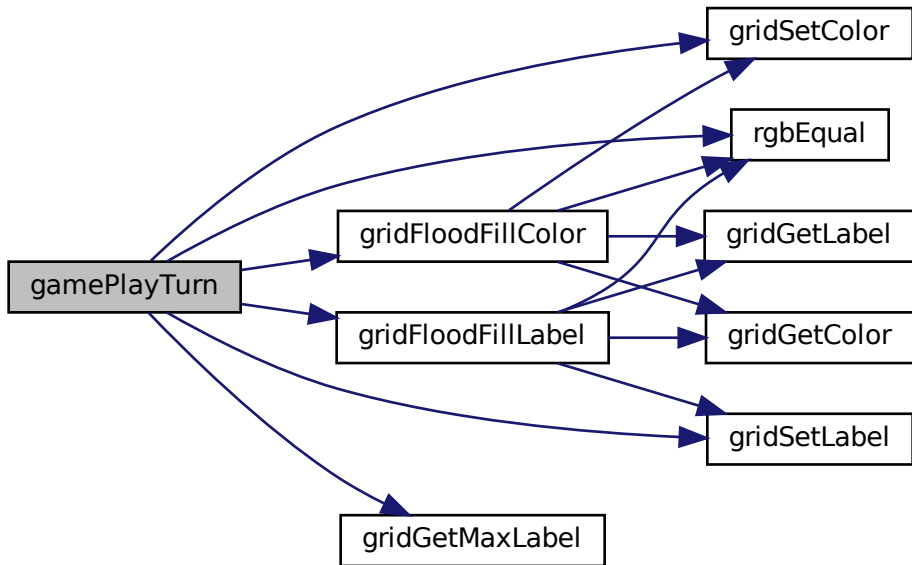 gridSetColor
rgbEqual
gridFloodFillColor
gridGetLabel
gamePlayTurn
gridFloodFillLabel
gridGetColor
gridSetLabel
gridGetMaxLabel